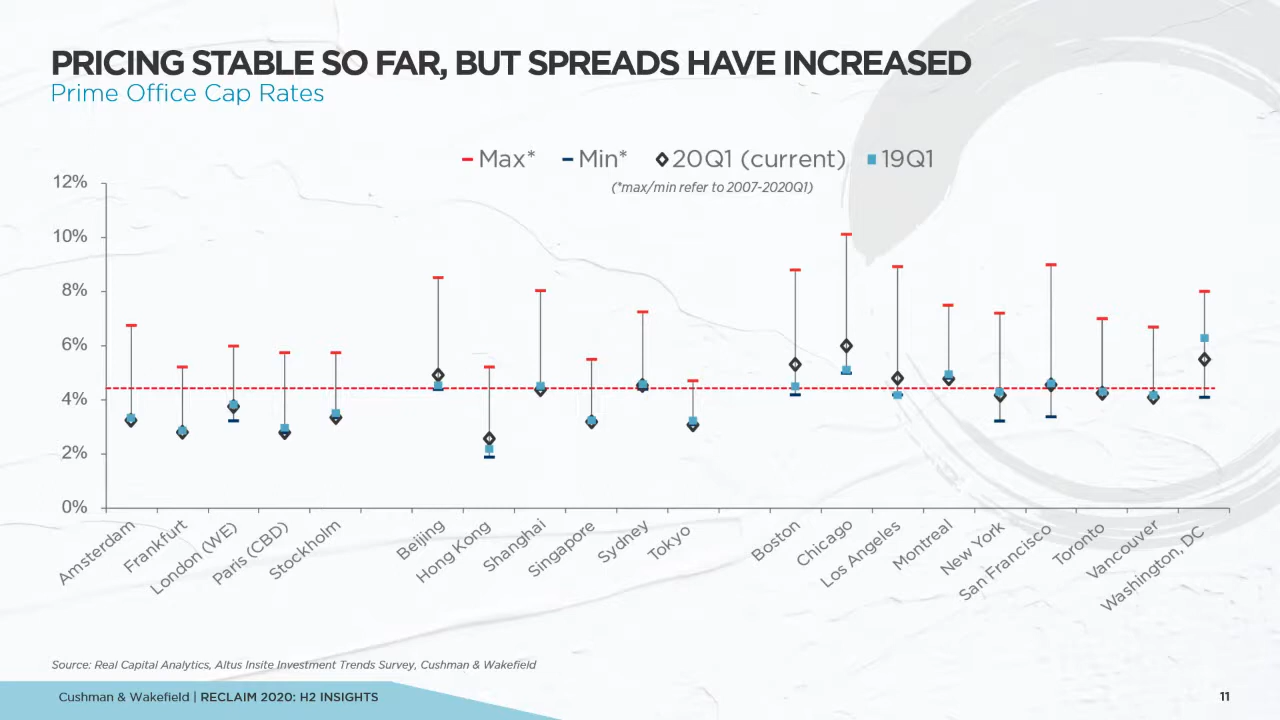 PRICING STABLE SO FAR, BUT SPREADS HAVE INCREASED
Prime Office Cap Rates
Max* Min* 20Q1 (current) 19Q1
(*max/min refer to 2007-2020Q1)
12%
10%
8%
6%
4%
2%
0%
Amsterdam
Frankfurt
London (WE)
Paris (CBD)
Stockholm
Beijing
Hong Kong
Shanghai
Singapore
Sydney
Tokyo
Boston
Chicago
Los Angeles
Montreal
New York
San Francisco
Toronto
Vancouver
Washington, DC
Source: Real Capital Analytics, Altus Insite Investment Trends Survey, Cushman & Wakefield
Cushman & Wakefield | RECLAIM 2020: H2 INSIGHTS
11